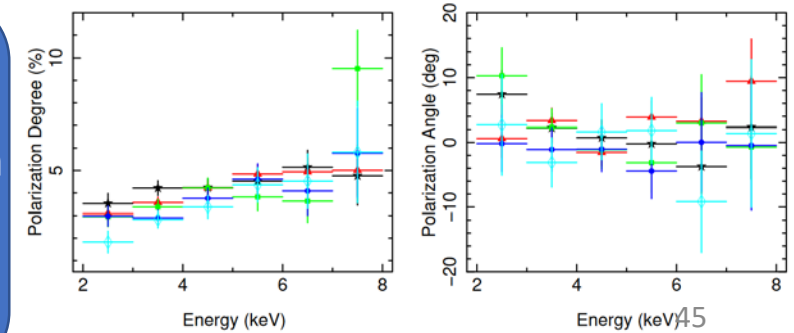 Polarization Degree (%)
10
5
2 4 6 8
Energy (keV)
Polarization Angle (deg)
20
10
0
−10
−20
2 4 6 8
Energy (keV)
45